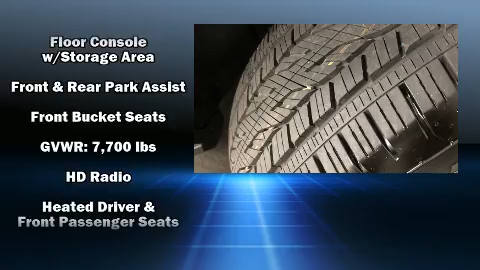 Floor Console
w/Storage Area
Front & Rear Park Assist
Front Bucket Seats
GVWR: 7,700 lbs
HD Radio
Heated Driver &
Front Passenger Seats